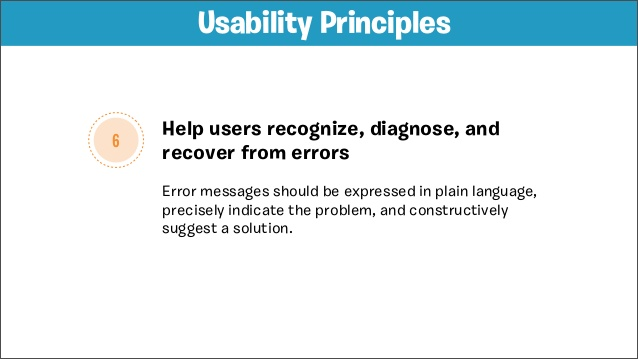 Usability Principles
6
Help users recognize, diagnose, and
recover from errors
Error messages should be expressed in plain language,
precisely indicate the problem, and constructively
suggest a solution.